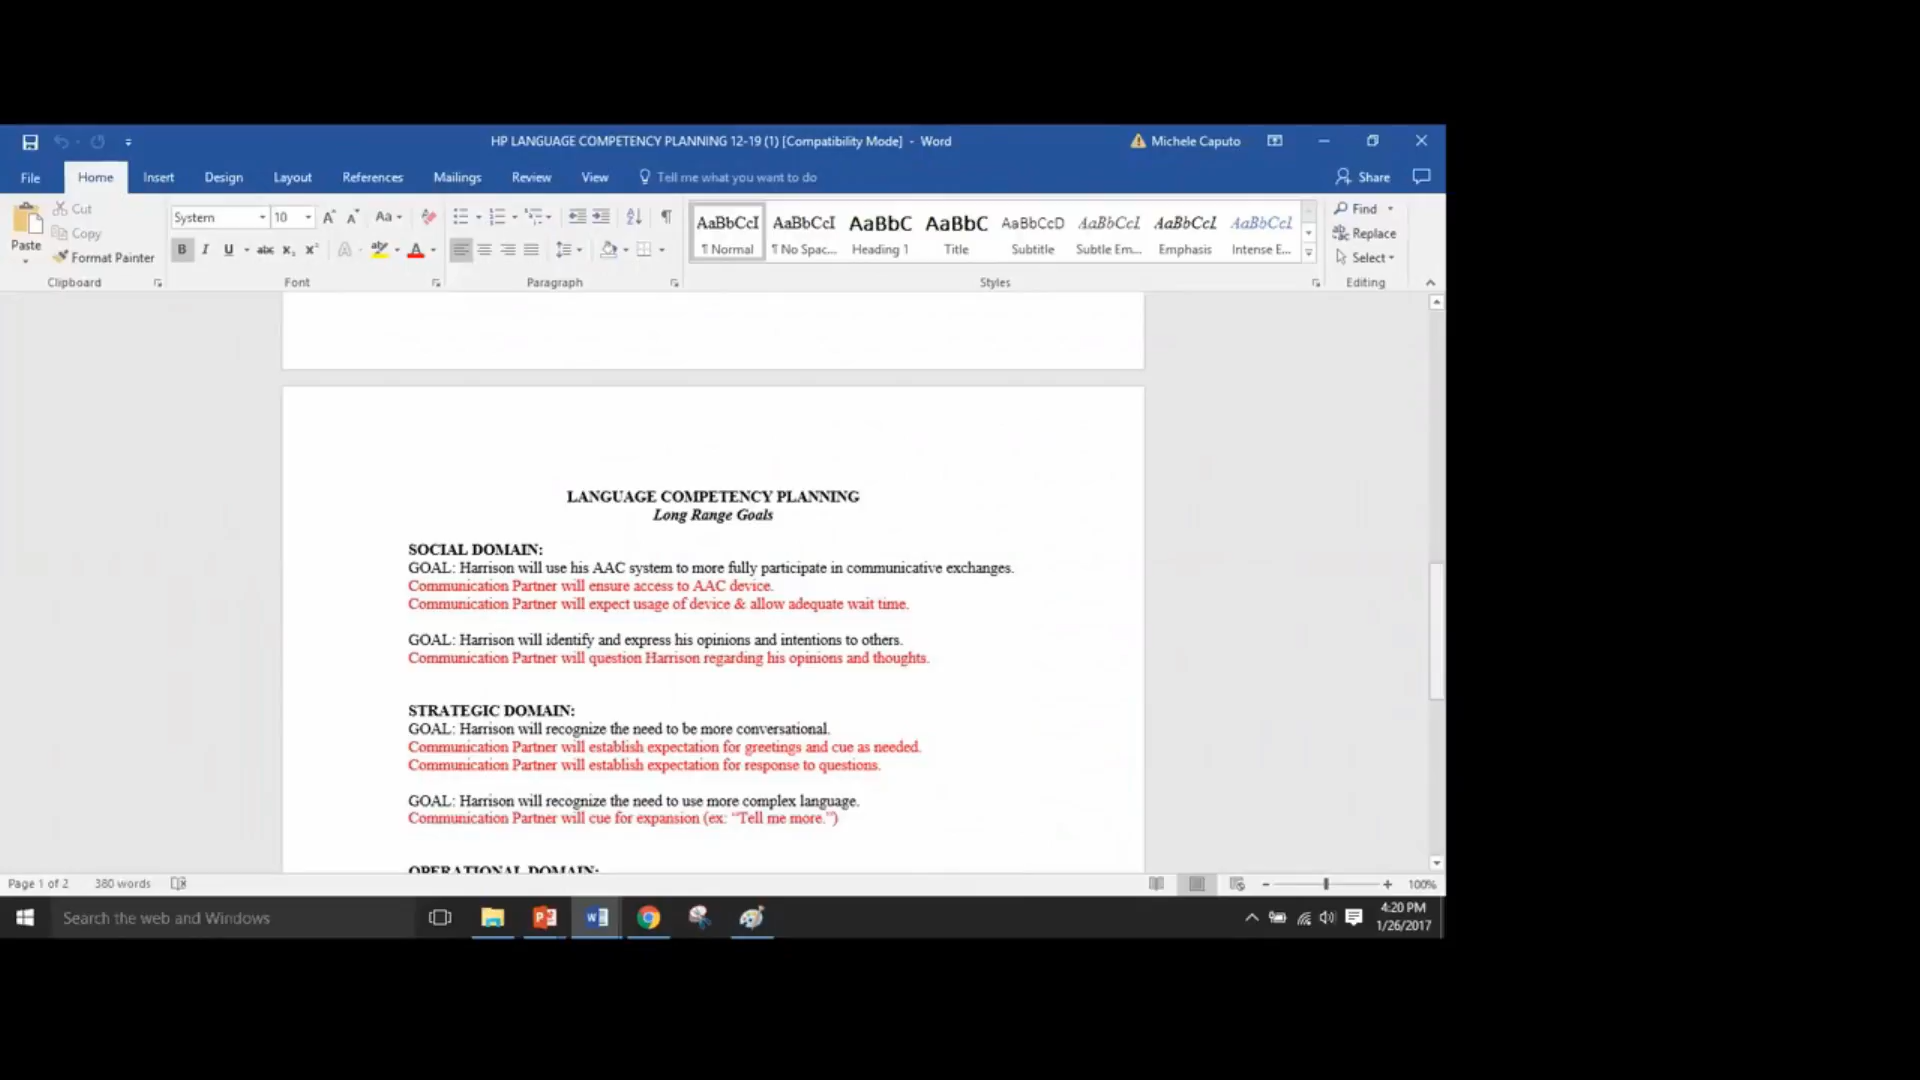 HP LANGUAGE COMPETENCY PLANNING 12-19 (1) [Compatibility Mode] - Word
Michele Caputo
File Home Insert Design Layout References Mailings Review View Tell me what you want to do Share
Cut
Copy
Paste
Format Painter
Clipboard
System 10
Font
Paragraph
AaBbCcI AaBbCcI AaBbC AaBbC AaBbCcD AaBbCcI AaBbCcI AaBbCcI
¶ Normal ¶ No Spac... Heading 1 Title Subtitle Subtle Em... Emphasis Intense E...
Styles
Find
Replace
Select
Editing
LANGUAGE COMPETENCY PLANNING
Long Range Goals
SOCIAL DOMAIN:
GOAL: Harrison will use his AAC system to more fully participate in communicative exchanges.
Communication Partner will ensure access to AAC device.
Communication Partner will expect usage of device & allow adequate wait time.
GOAL: Harrison will identify and express his opinions and intentions to others.
Communication Partner will question Harrison regarding his opinions and thoughts.
STRATEGIC DOMAIN:
GOAL: Harrison will recognize the need to be more conversational.
Communication Partner will establish expectation for greetings and cue as needed.
Communication Partner will establish expectation for response to questions.
GOAL: Harrison will recognize the need to use more complex language.
Communication Partner will cue for expansion (ex: “Tell me more.”)
OPERATIONAL DOMAIN:
Page 1 of 2 380 words 100%
Search the web and Windows
4:20 PM
1/26/2017